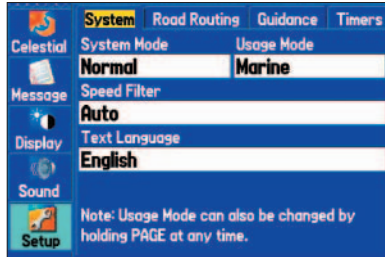 System Road Routing Guidance Timers
Celestial
System Mode Usage Mode
Normal Marine
Message
Speed Filter
Auto
Display
Text Language
English
Sound
Setup
Note: Usage Mode can also be changed by
holding PAGE at any time.